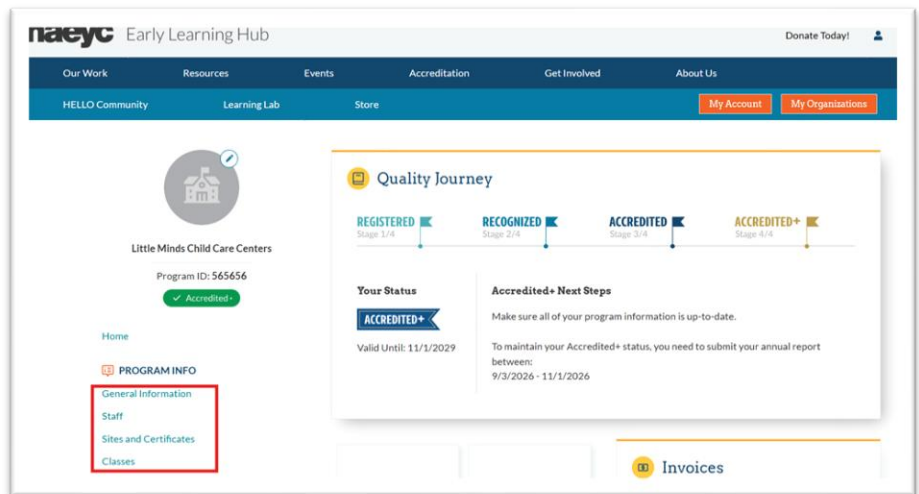 naeyc Early Learning Hub
Donate Today!
Our Work Resources Events Accreditation Get Involved About Us
HELLO Community Learning Lab Store My Account My Organizations
Little Minds Child Care Centers
Program ID: 565656
Accredited+
Home
PROGRAM INFO
General Information
Staff
Sites and Certificates
Classes
Quality Journey
REGISTERED RECOGNIZED ACCREDITED ACCREDITED+
Stage 1/4 Stage 2/4 Stage 3/4 Stage 4/4
Your Status
ACCREDITED+
Valid Until: 11/1/2029
Accredited+ Next Steps
Make sure all of your program information is up-to-date.
To maintain your Accredited+ status, you need to submit your annual report
between:
9/3/2026 - 11/1/2026
Invoices